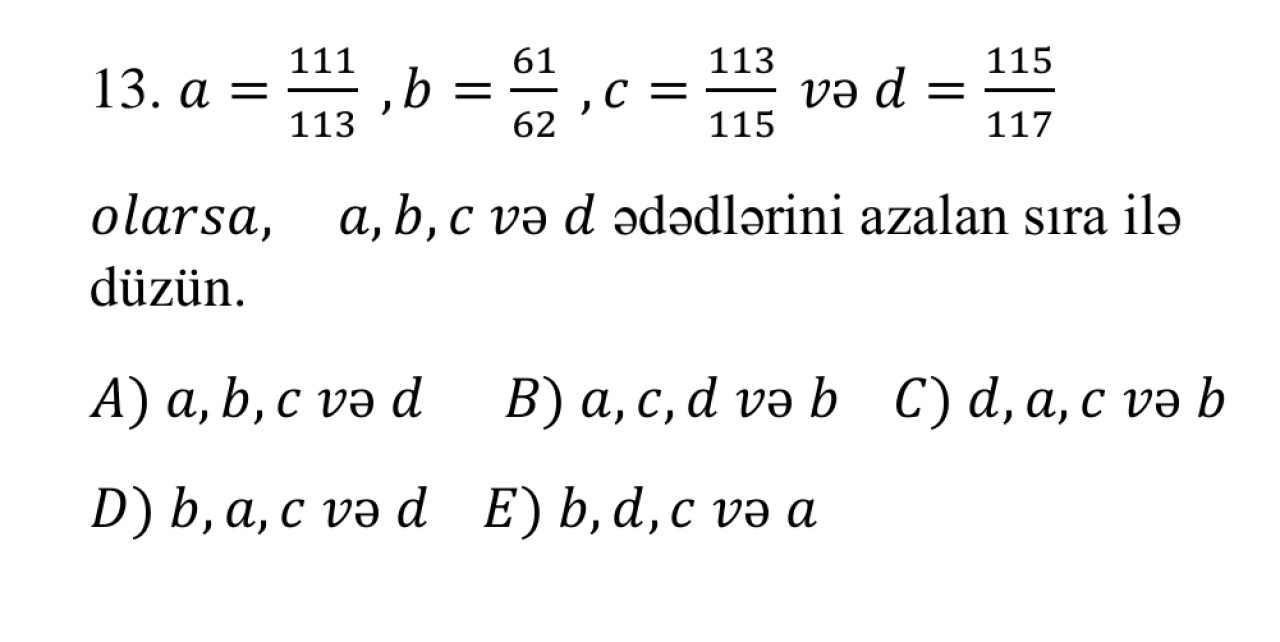 13. a = 111/113 , b = 61/62 , c = 113/115 və d = 115/117
olarsa, a, b, c və d ədədlərini azalan sıra ilə
düzün.
A) a, b, c və d B) a, c, d və b C) d, a, c və b
D) b, a, c və d E) b, d, c və a